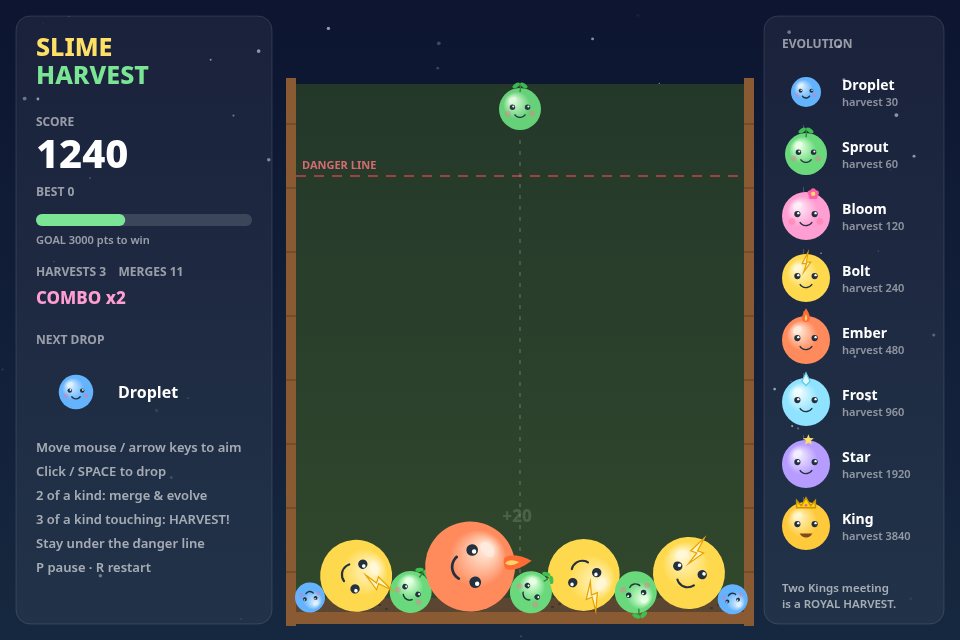 SLIME
HARVEST
SCORE
1240
BEST 0
GOAL 3000 pts to win
HARVESTS 3 MERGES 11
COMBO x2
NEXT DROP
Droplet
Move mouse / arrow keys to aim
Click / SPACE to drop
2 of a kind: merge & evolve
3 of a kind touching: HARVEST!
Stay under the danger line
P pause · R restart
DANGER LINE
+20
EVOLUTION
Droplet
harvest 30
Sprout
harvest 60
Bloom
harvest 120
Bolt
harvest 240
Ember
harvest 480
Frost
harvest 960
Star
harvest 1920
King
harvest 3840
Two Kings meeting
is a ROYAL HARVEST.